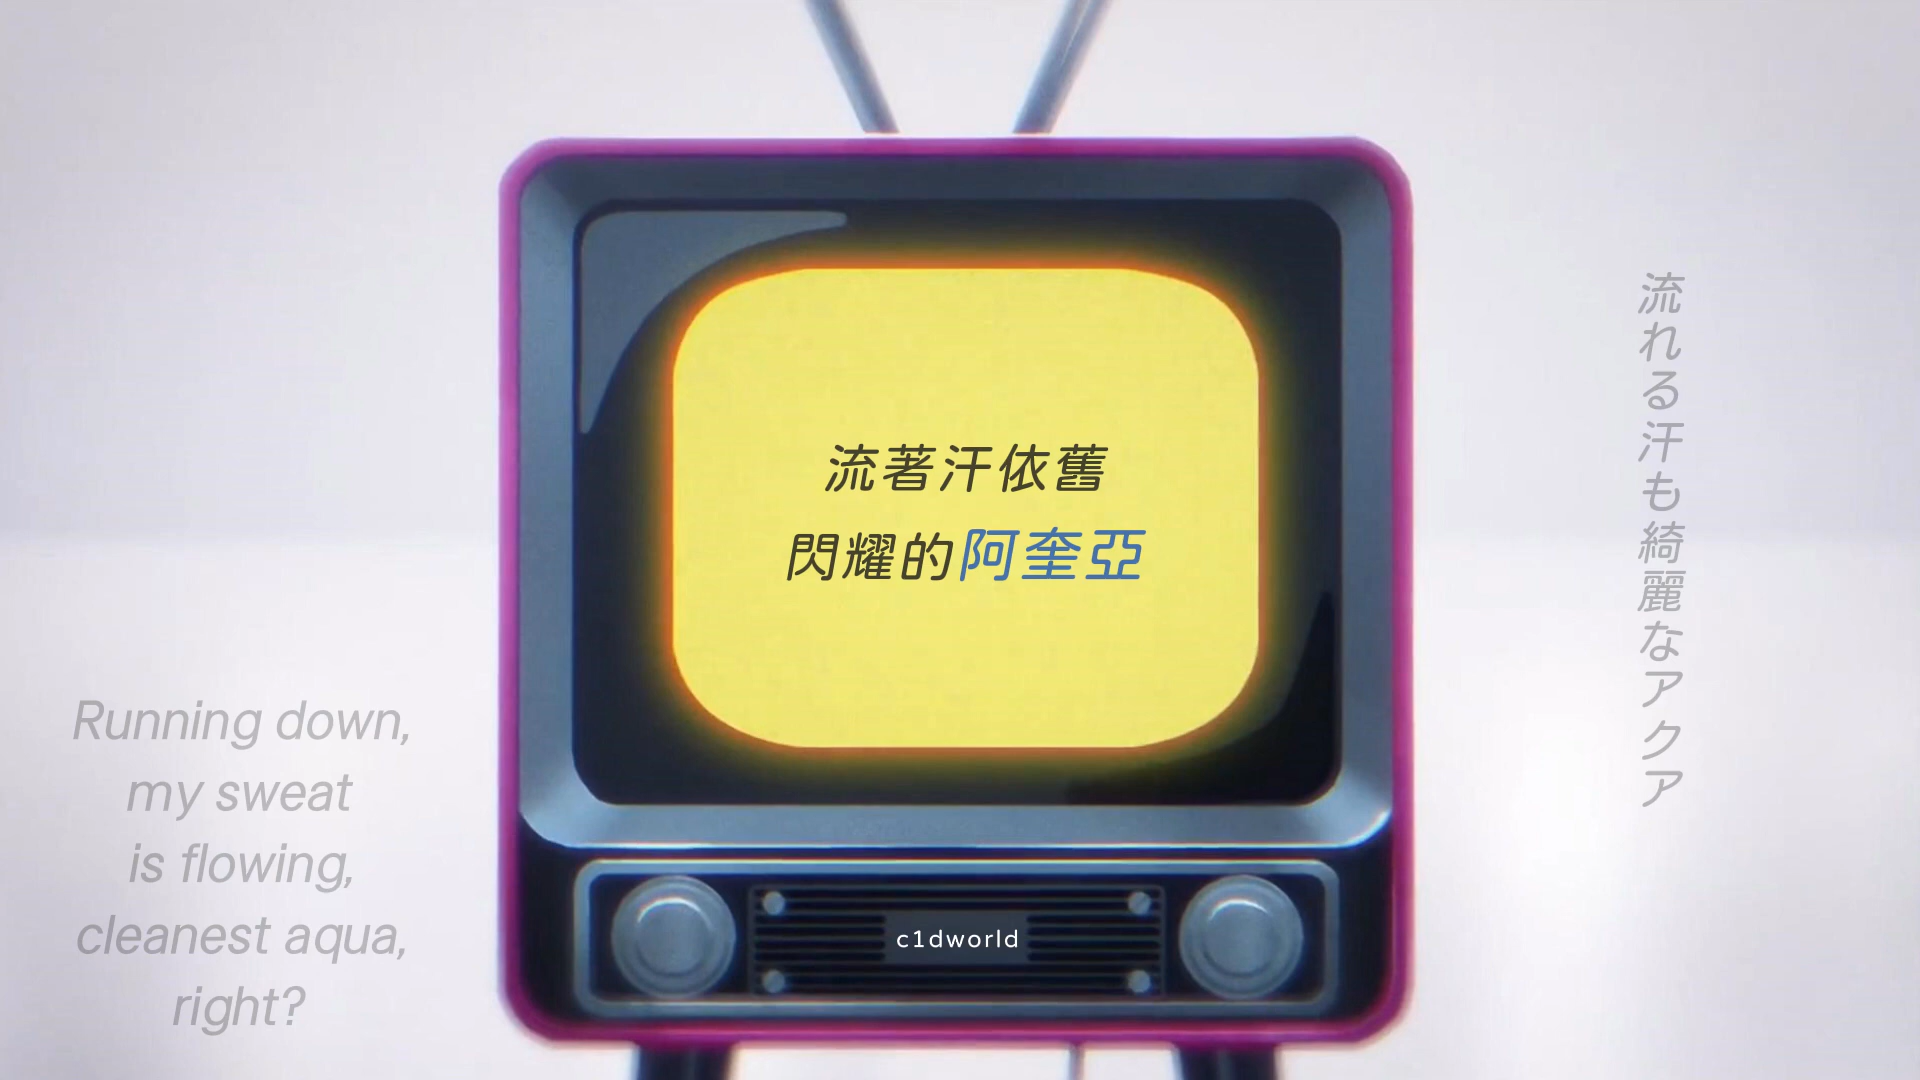 流著汗依舊
閃耀的阿奎亞
流れる汗も綺麗なアクア
Running down,
my sweat
is flowing,
cleanest aqua,
right?
c1dworld